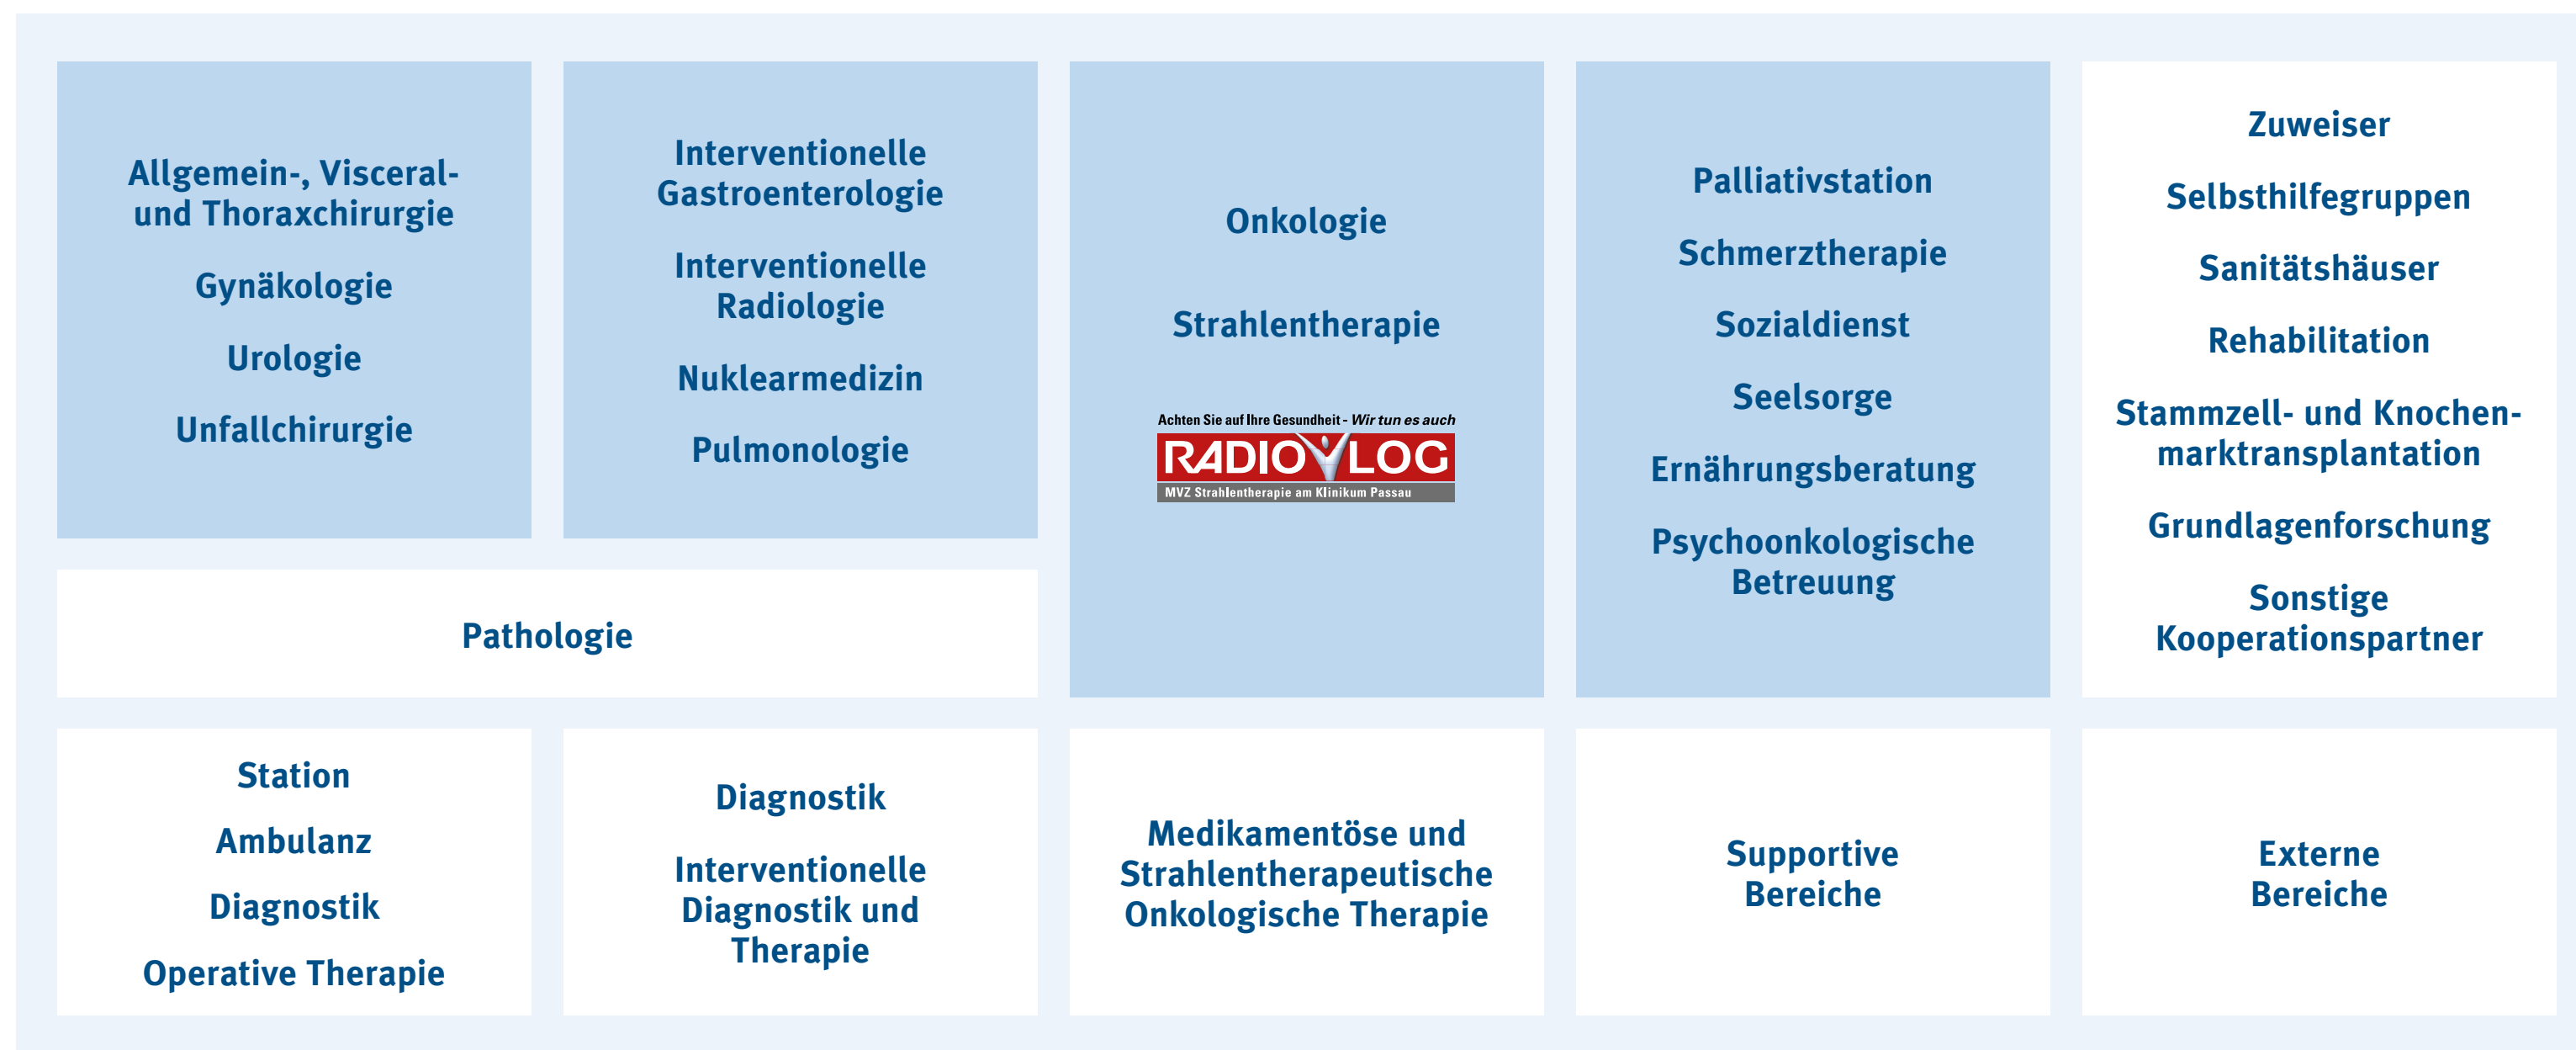 Allgemein-, Visceral-
und Thoraxchirurgie
Gynäkologie
Urologie
Unfallchirurgie
Interventionelle
Gastroenterologie
Interventionelle
Radiologie
Nuklearmedizin
Pulmonologie
Onkologie
Strahlentherapie
Achten Sie auf Ihre Gesundheit - Wir tun es auch
RADIOLOG
MVZ Strahlentherapie am Klinikum Passau
Palliativstation
Schmerztherapie
Sozialdienst
Seelsorge
Ernährungsberatung
Psychoonkologische
Betreuung
Zuweiser
Selbsthilfegruppen
Sanitätshäuser
Rehabilitation
Stammzell- und Knochen-
marktransplantation
Grundlagenforschung
Sonstige
Kooperationspartner
Pathologie
Station
Ambulanz
Diagnostik
Operative Therapie
Diagnostik
Interventionelle
Diagnostik und
Therapie
Medikamentöse und
Strahlentherapeutische
Onkologische Therapie
Supportive
Bereiche
Externe
Bereiche